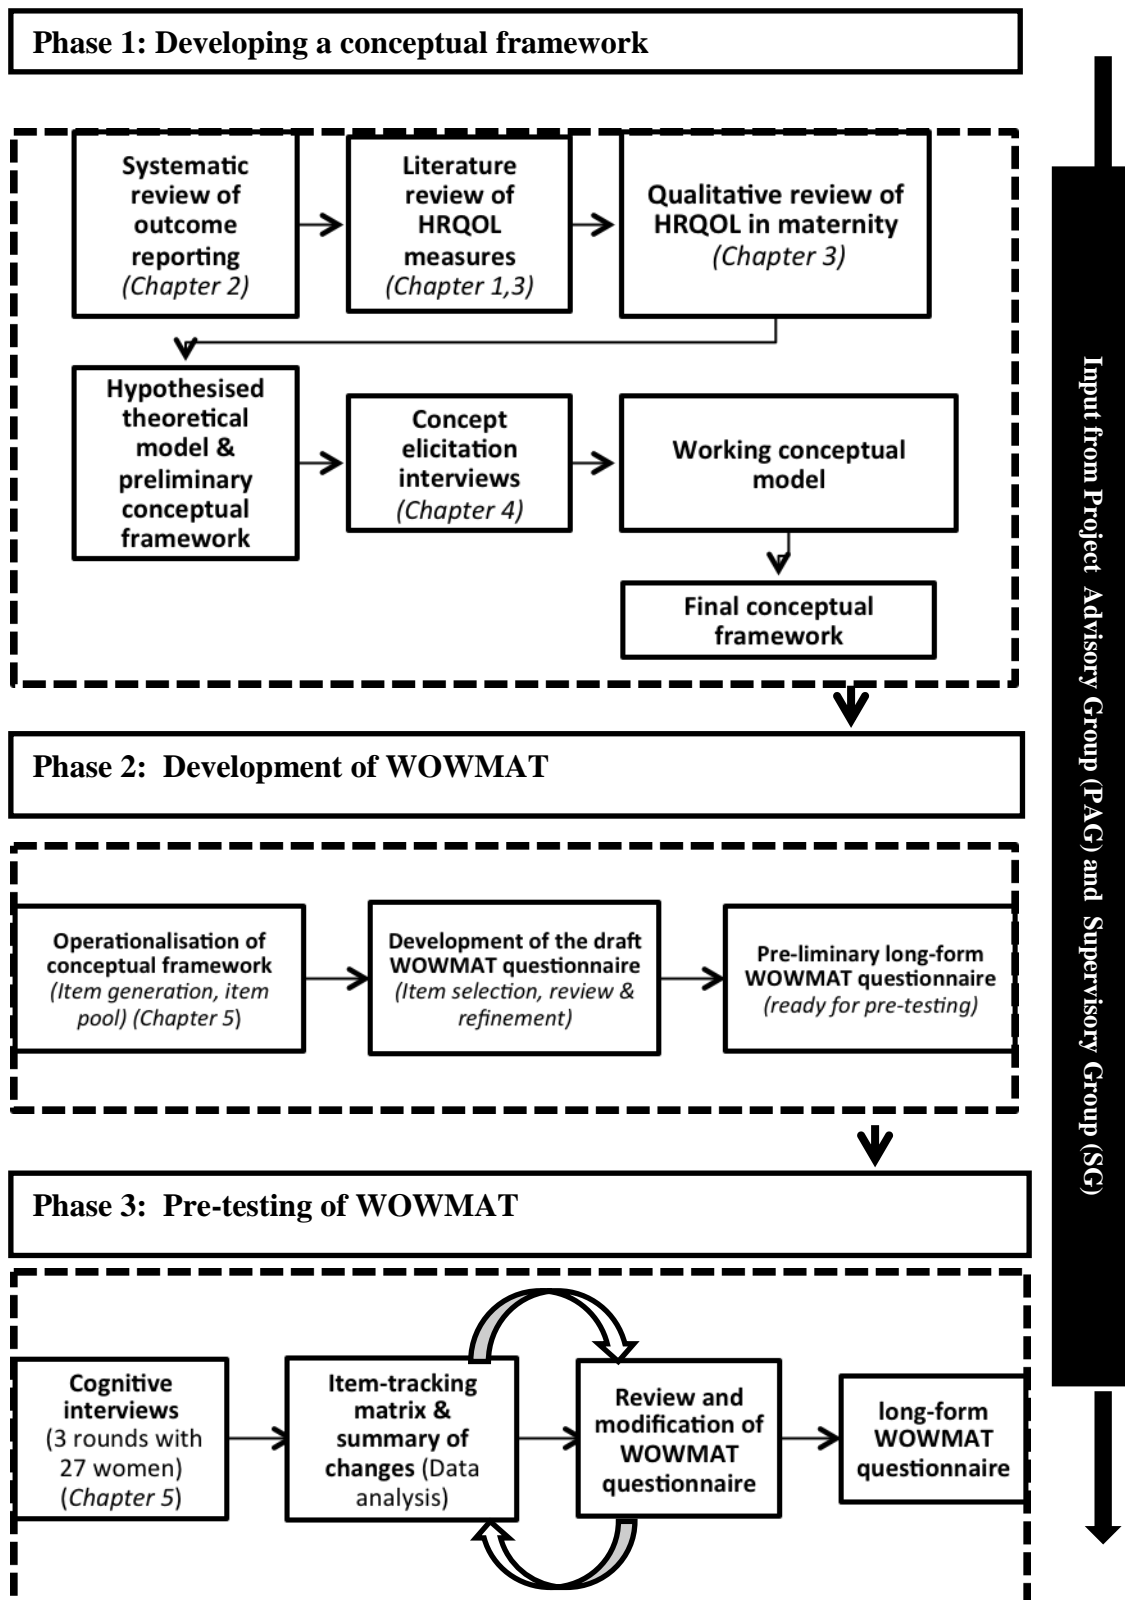 Phase 1: Developing a conceptual framework
Systematic
review of
outcome
reporting
(Chapter 2)
Literature
review of
HRQOL
measures
(Chapter 1,3)
Qualitative review of
HRQOL in maternity
(Chapter 3)
Hypothesised
theoretical
model &
preliminary
conceptual
framework
Concept
elicitation
interviews
(Chapter 4)
Working conceptual
model
Final conceptual
framework
Phase 2: Development of WOWMAT
Operationalisation of
conceptual framework
(Item generation, item
pool) (Chapter 5)
Development of the draft
WOWMAT questionnaire
(Item selection, review &
refinement)
Pre-liminary long-form
WOWMAT questionnaire
(ready for pre-testing)
Phase 3: Pre-testing of WOWMAT
Cognitive
interviews
(3 rounds with
27 women)
(Chapter 5)
Item-tracking
matrix &
summary of
changes (Data
analysis)
Review and
modification of
WOWMAT
questionnaire
long-form
WOWMAT
questionnaire
Input from Project Advisory Group (PAG) and Supervisory Group (SG)